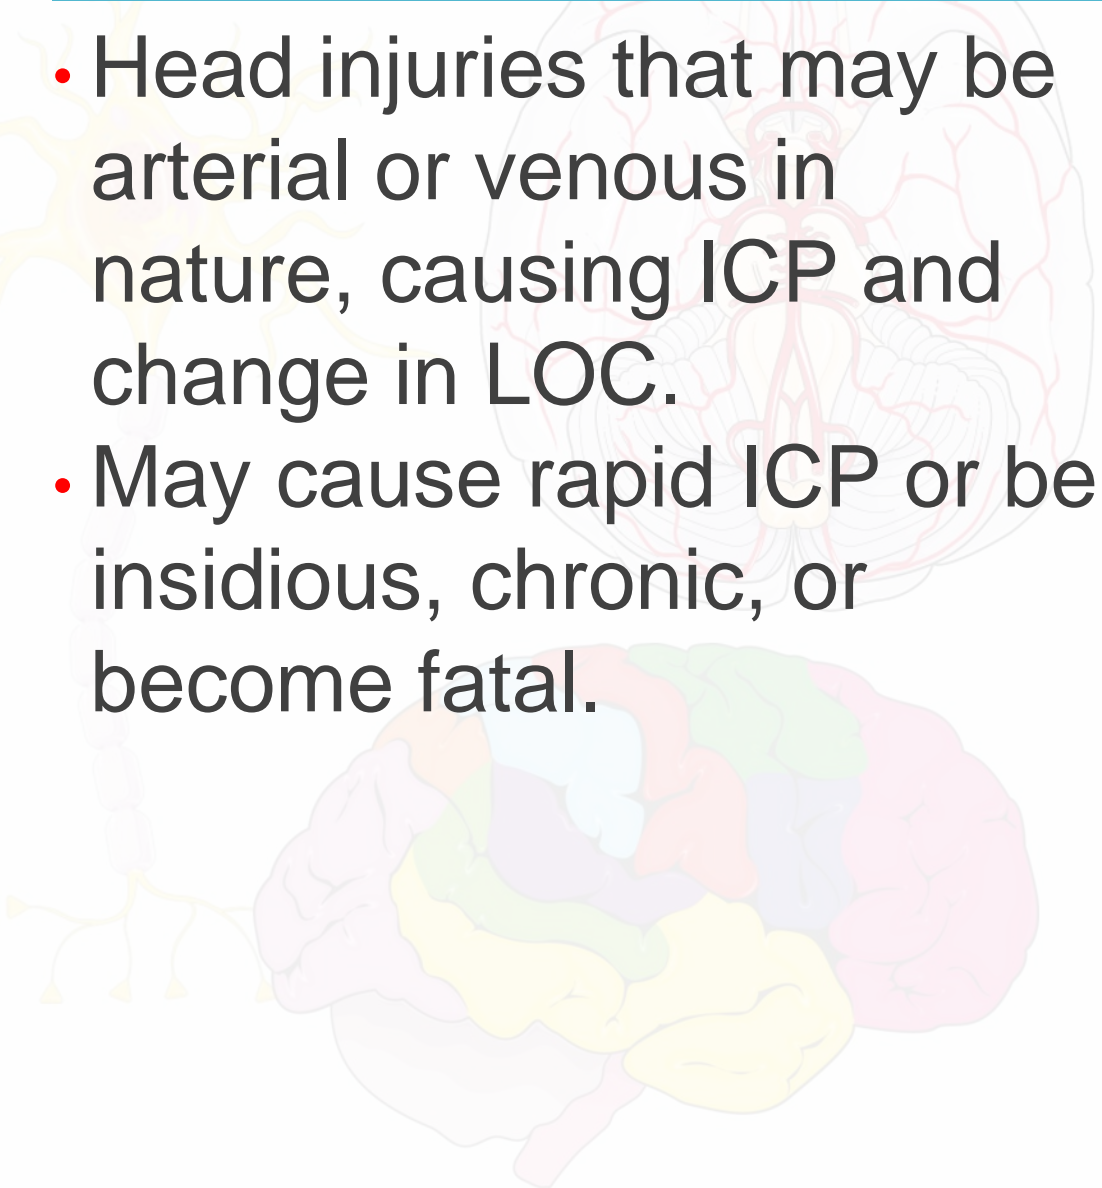 • Head injuries that may be
arterial or venous in
nature, causing ICP and
change in LOC.
• May cause rapid ICP or be
insidious, chronic, or
become fatal.